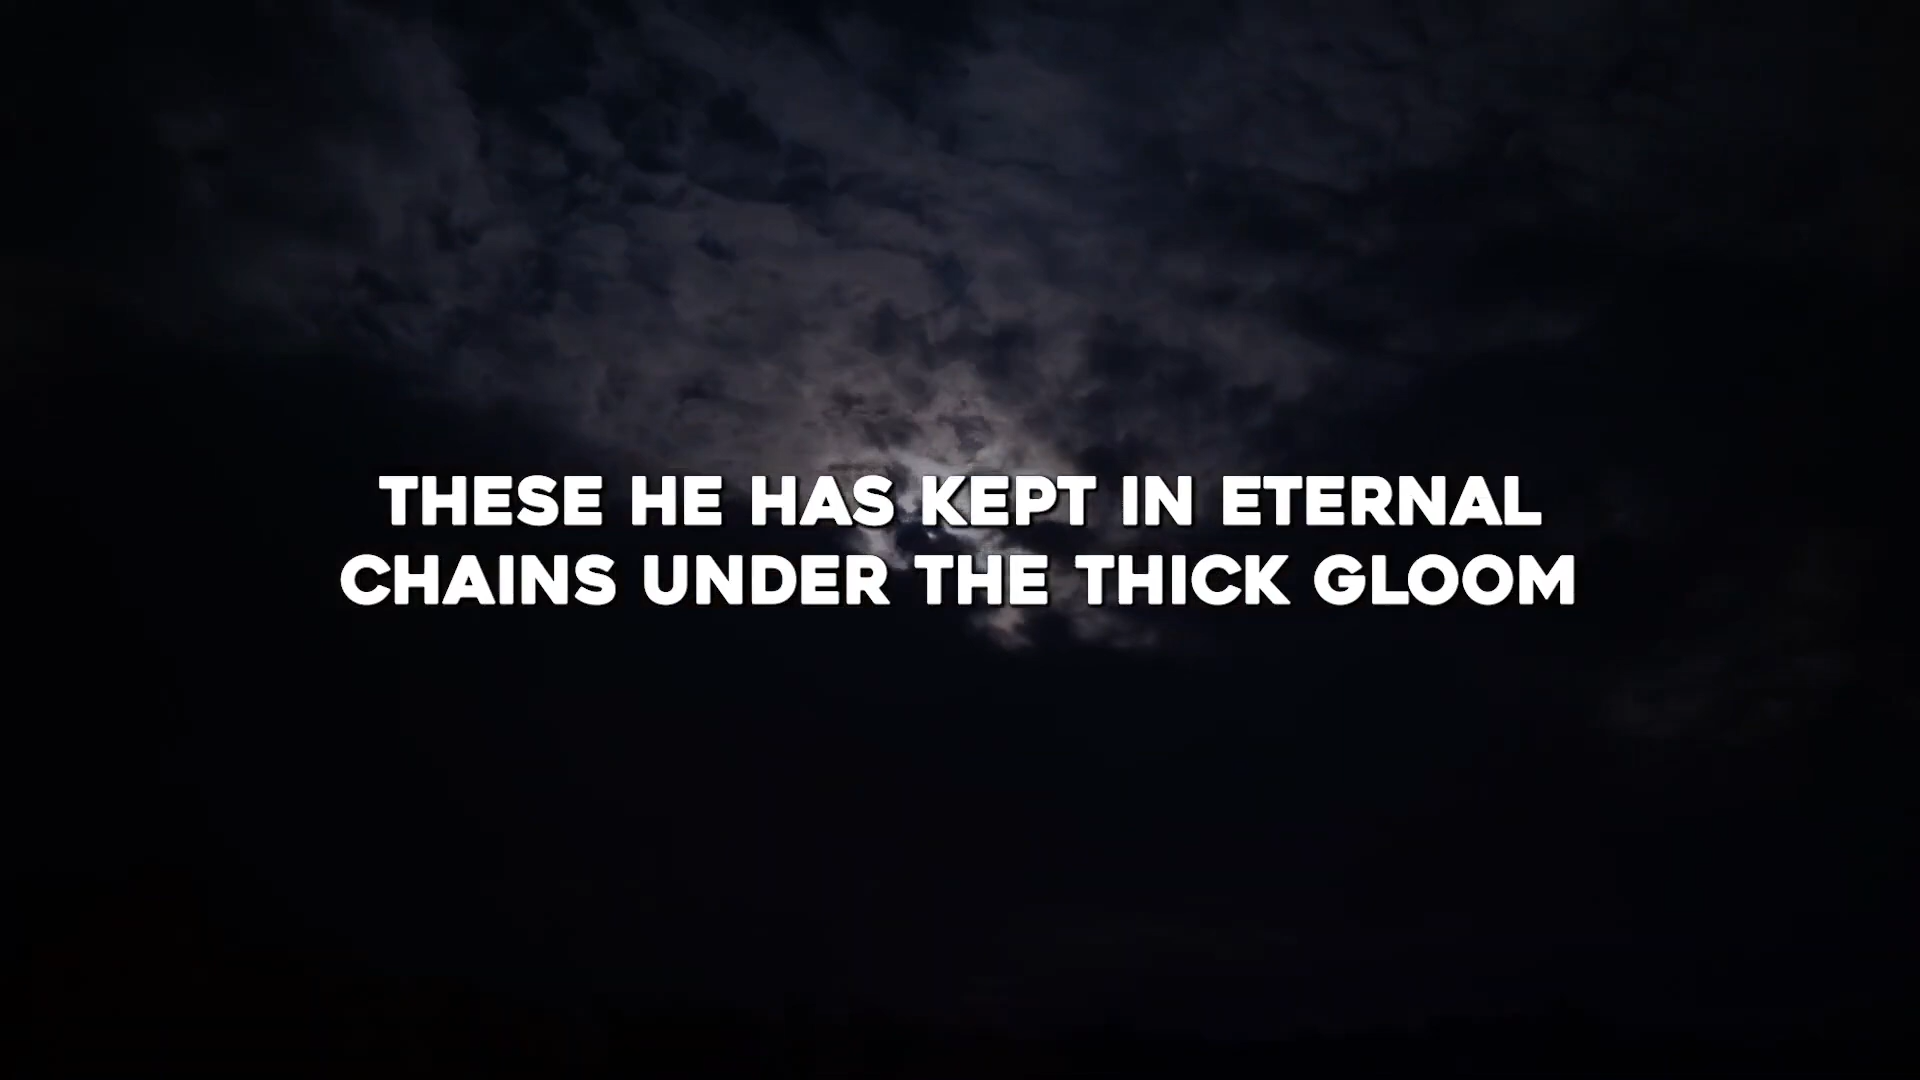 THESE HE HAS KEPT IN ETERNAL
CHAINS UNDER THE THICK GLOOM